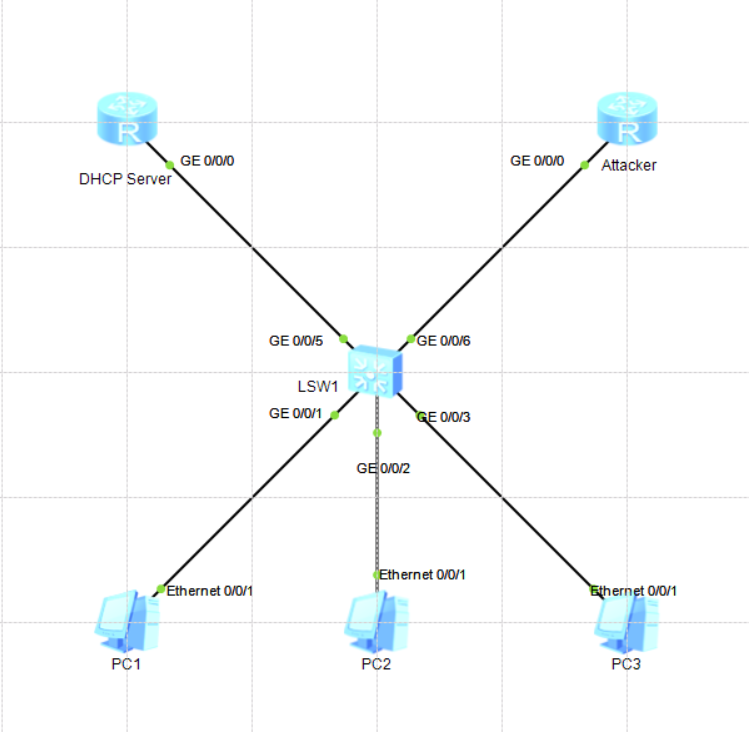 R
R
GE 0/0/0
GE 0/0/0
Attacker
DHCP Server
GE 0/0/5
GE 0/0/6
LSW1
GE 0/0/1
GE 0/0/3
GE 0/0/2
Ethernet 0/0/1
Ethernet 0/0/1
Ethernet 0/0/1
PC1
PC2
PC3